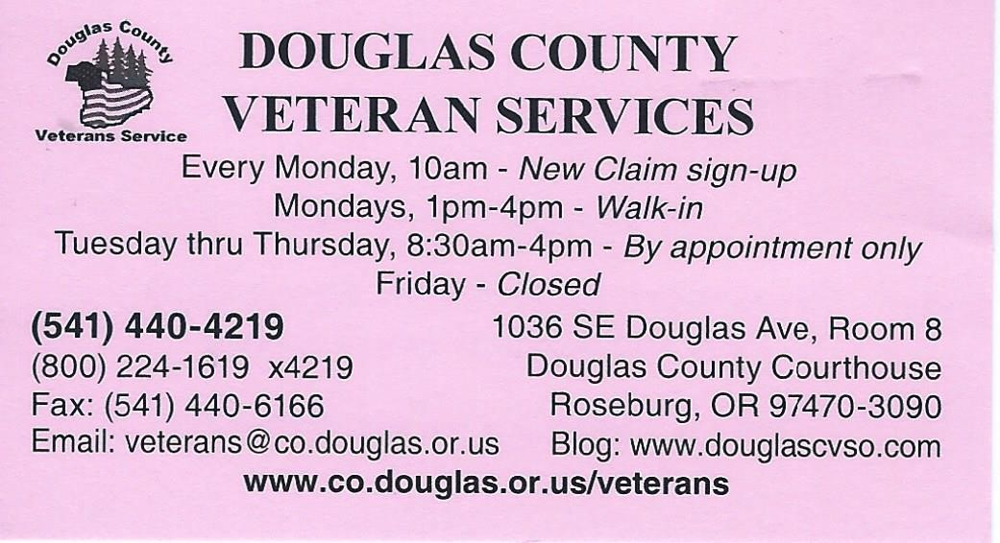 Douglas County
Veterans Service
DOUGLAS COUNTY
VETERAN SERVICES
Every Monday, 10am - New Claim sign-up
Mondays, 1pm-4pm - Walk-in
Tuesday thru Thursday, 8:30am-4pm - By appointment only
Friday - Closed
(541) 440-4219
(800) 224-1619 x4219
Fax: (541) 440-6166
Email: veterans@co.douglas.or.us
1036 SE Douglas Ave, Room 8
Douglas County Courthouse
Roseburg, OR 97470-3090
Blog: www.douglascvso.com
www.co.douglas.or.us/veterans